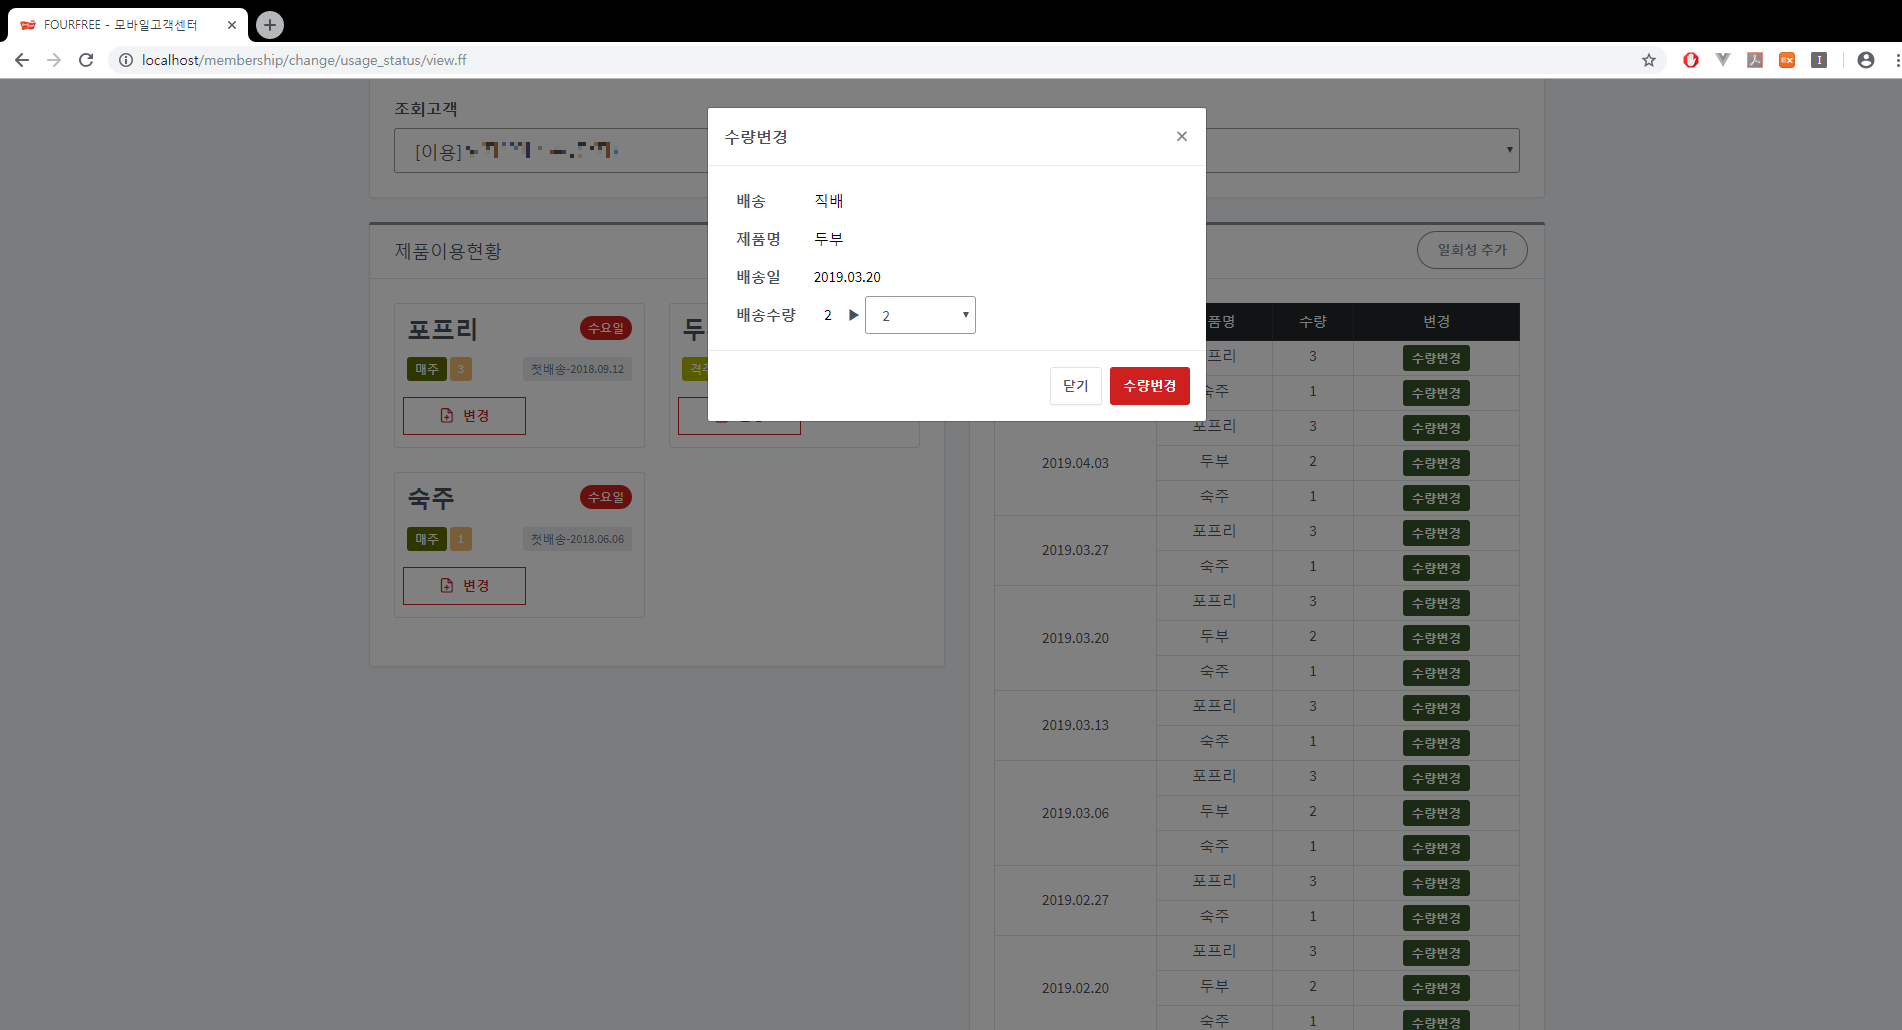 FOURFREE - 모바일고객센터
localhost/membership/change/usage_status/view.ff
조회고객
[이용]
제품이용현황
포프리 수요일
매주 3 첫배송-2018.09.12
변경
두
격
숙주 수요일
매주 1 첫배송-2018.06.06
변경
수량변경
배송 직배
제품명 두부
배송일 2019.03.20
배송수량 2 ▶ 2
닫기 수량변경
일회성 추가
품명 수량 변경
프리 3 수량변경
숙주 1 수량변경
2019.04.03
포프리 3 수량변경
두부 2 수량변경
숙주 1 수량변경
2019.03.27
포프리 3 수량변경
숙주 1 수량변경
2019.03.20
포프리 3 수량변경
두부 2 수량변경
숙주 1 수량변경
2019.03.13
포프리 3 수량변경
숙주 1 수량변경
2019.03.06
포프리 3 수량변경
두부 2 수량변경
숙주 1 수량변경
2019.02.27
포프리 3 수량변경
숙주 1 수량변경
2019.02.20
포프리 3 수량변경
두부 2 수량변경
숙주 1 수량변경